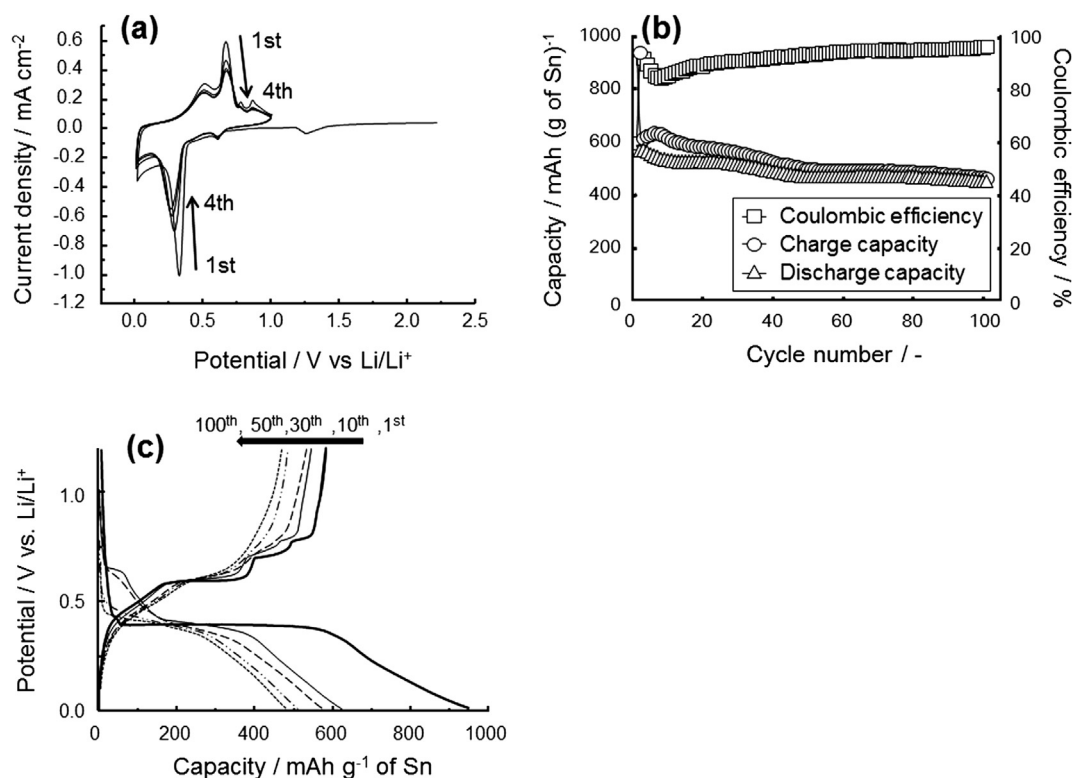 (a)
0.6
0.4
0.2
0.0
-0.2
-0.4
-0.6
-0.8
-1.0
-1.2
Current density / mA cm⁻²
1st
4th
4th
1st
0.0 0.5 1.0 1.5 2.0 2.5
Potential / V vs Li/Li⁺
(b)
1000
800
600
400
200
0
Capacity / mAh (g of Sn)⁻¹
100
80
60
40
20
0
Coulombic efficiency / %
Coulombic efficiency
Charge capacity
Discharge capacity
0 20 40 60 80 100
Cycle number / -
(c)
100ᵗʰ, 50ᵗʰ,30ᵗʰ ,10ᵗʰ ,1ˢᵗ
1.0
0.5
0.0
Potential / V vs. Li/Li⁺
0 200 400 600 800 1000
Capacity / mAh g⁻¹ of Sn